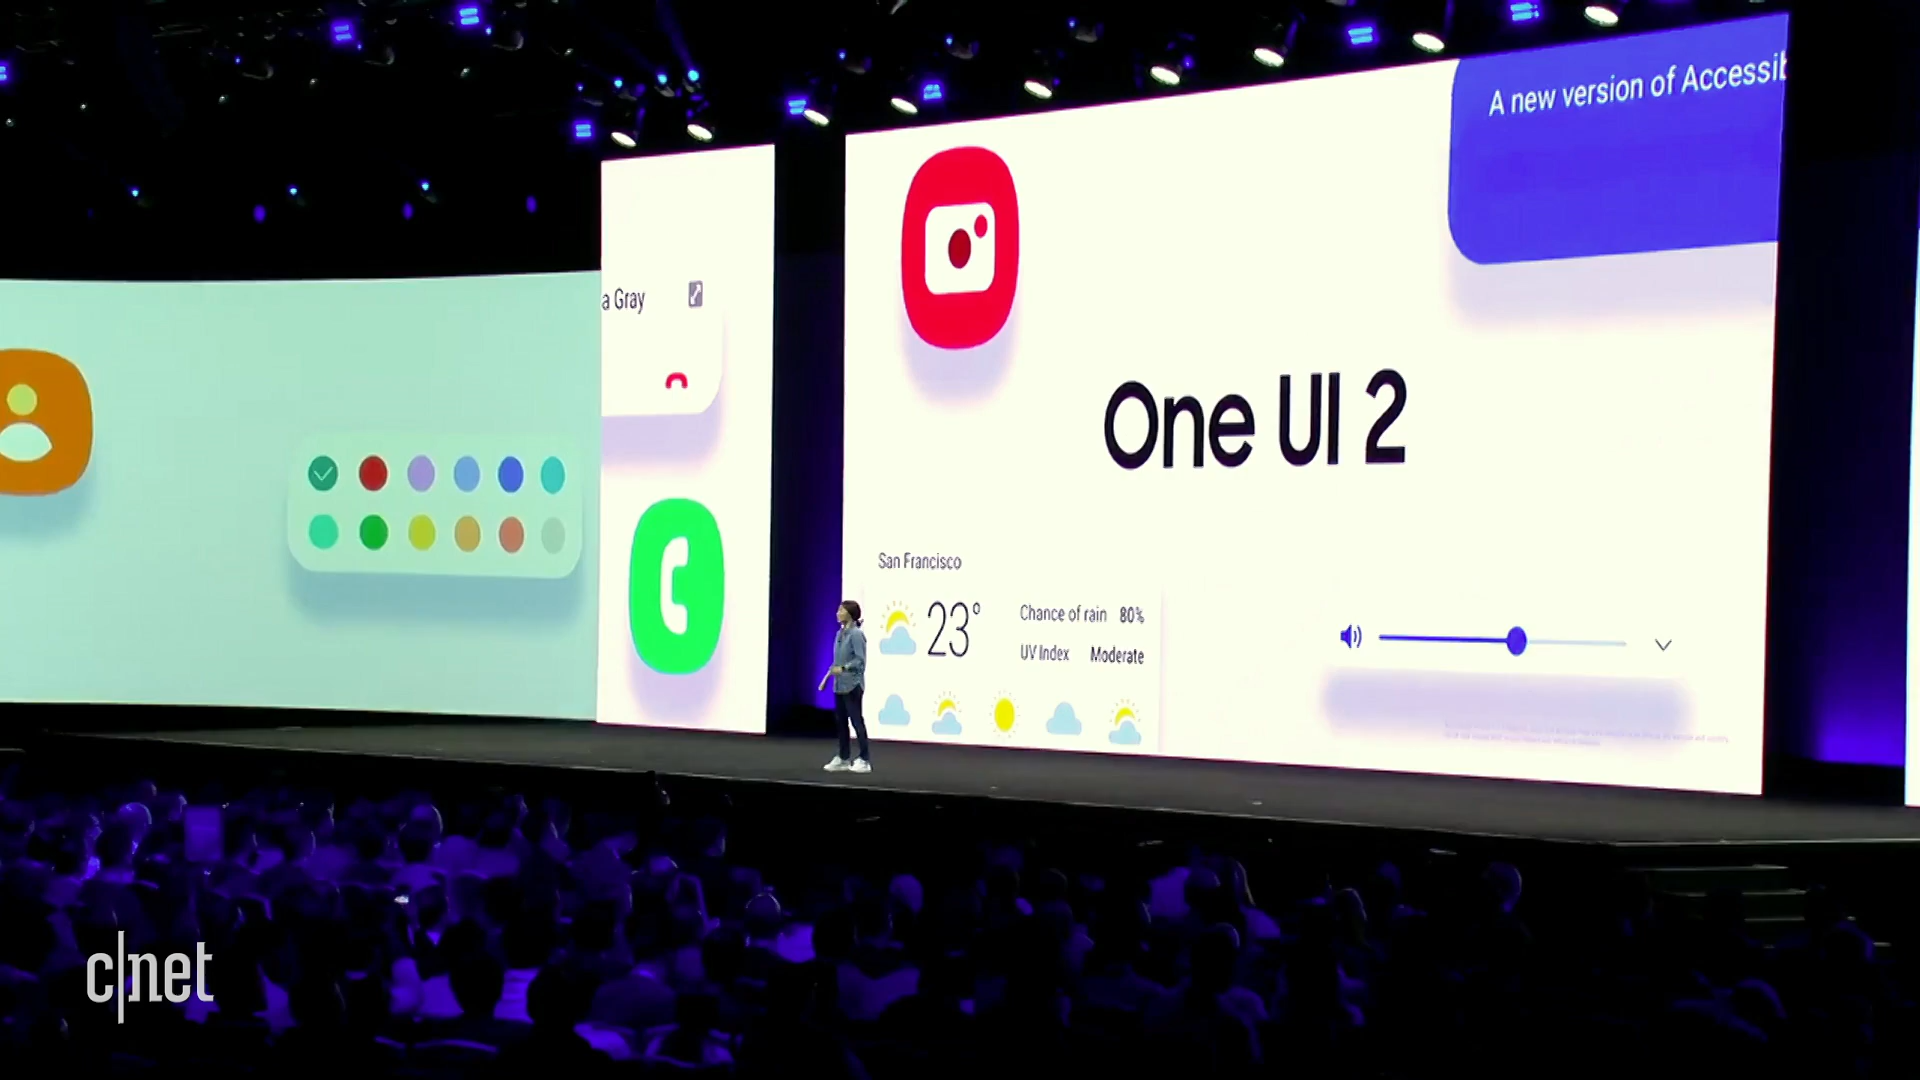 A new version of Accessib
a Gray
One UI 2
San Francisco
23°
Chance of rain 80%
UV Index Moderate
c|net